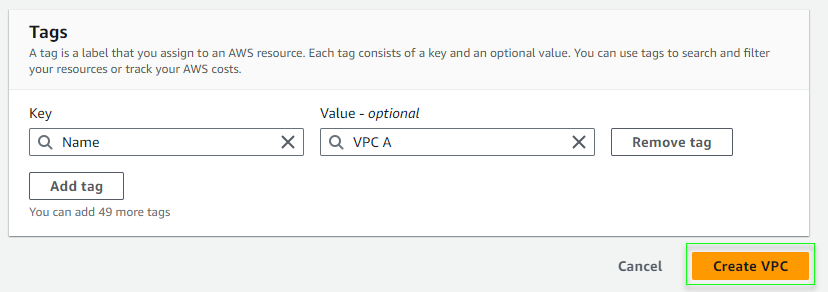 Tags
A tag is a label that you assign to an AWS resource. Each tag consists of a key and an optional value. You can use tags to search and filter
your resources or track your AWS costs.
Key
Value - optional
Name
VPC A
Remove tag
Add tag
You can add 49 more tags
Cancel
Create VPC